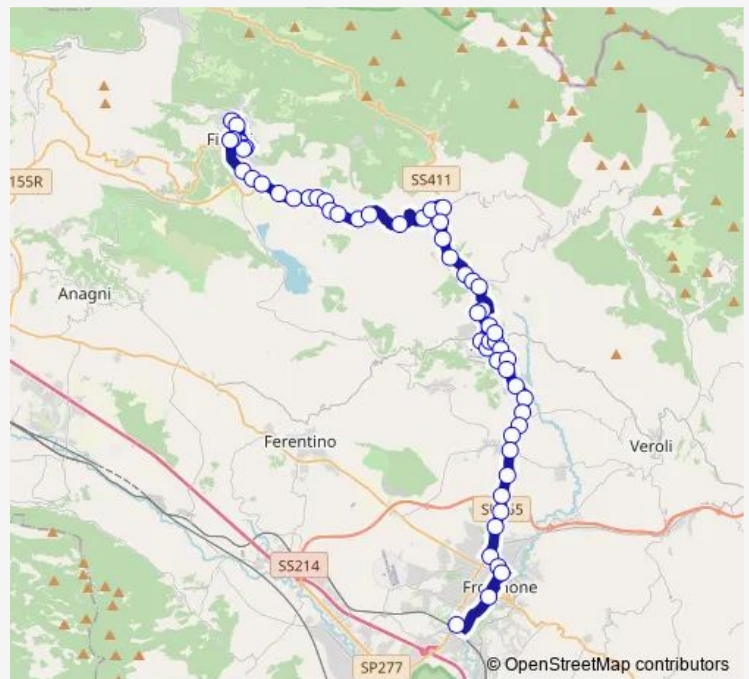 155R
SS411
Anagni
Ferentino
Veroli
SS214
SP277
© OpenStreetMap contributors